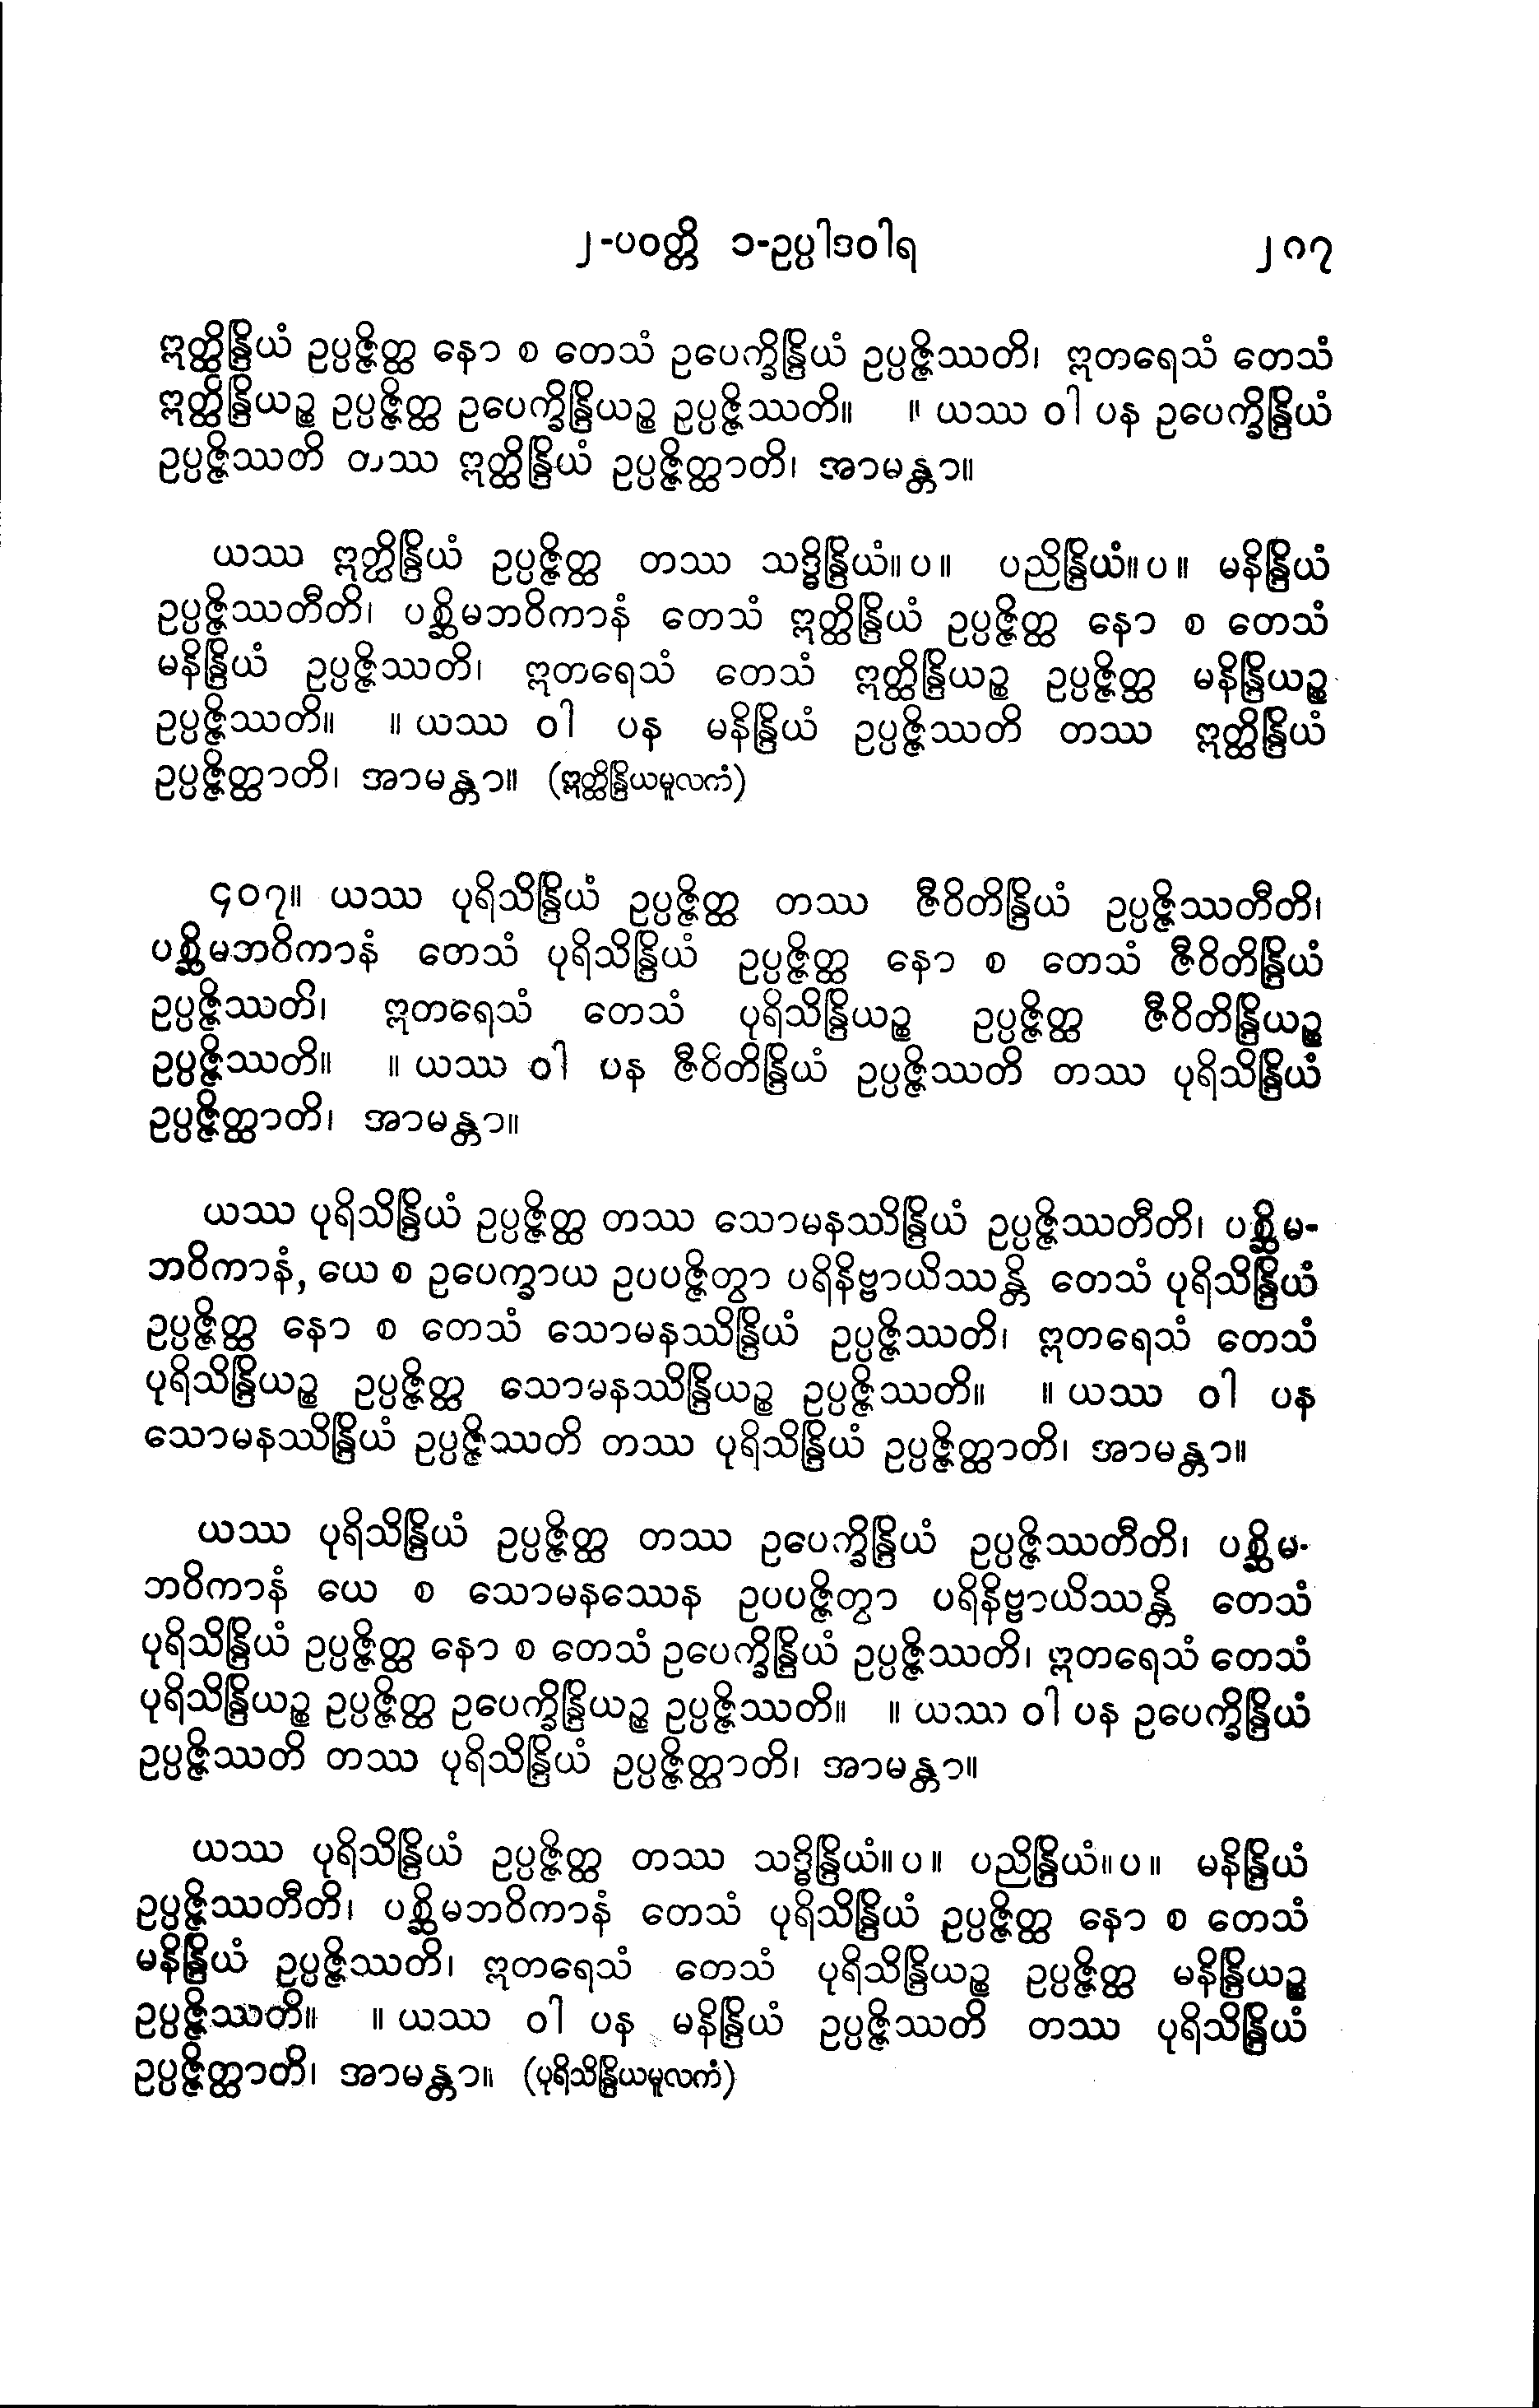 ၂-ပဝတ္တိ ၁-ဥပ္ပါဒဝါရ ၂၈၇
ဣတ္ထိန္ဒြိယံ ဥပ္ပဇ္ဇိတ္ထ နော စ တေသံ ဥပေက္ခိန္ဒြိယံ ဥပ္ပဇ္ဇိဿတိ၊ ဣတရေသံ တေသံ
ဣတ္ထိန္ဒြိယဉ္စ ဥပ္ပဇ္ဇိတ္ထ ဥပေက္ခိန္ဒြိယဉ္စ ဥပ္ပဇ္ဇိဿတိ။ ။ ယဿ ဝါ ပန ဥပေက္ခိန္ဒြိယံ
ဥပ္ပဇ္ဇိဿတိ တဿ ဣတ္ထိန္ဒြိယံ ဥပ္ပဇ္ဇိတ္ထာတိ၊ အာမန္တာ။
ယဿ ဣတ္ထိန္ဒြိယံ ဥပ္ပဇ္ဇိတ္ထ တဿ သဒ္ဓိန္ဒြိယံ။ပ။ ပညိန္ဒြိယံ။ပ။ မနိန္ဒြိယံ
ဥပ္ပဇ္ဇိဿတီတိ၊ ပစ္ဆိမဘဝိကာနံ တေသံ ဣတ္ထိန္ဒြိယံ ဥပ္ပဇ္ဇိတ္ထ နော စ တေသံ
မနိန္ဒြိယံ ဥပ္ပဇ္ဇိဿတိ၊ ဣတရေသံ တေသံ ဣတ္ထိန္ဒြိယဉ္စ ဥပ္ပဇ္ဇိတ္ထ မနိန္ဒြိယဉ္စ
ဥပ္ပဇ္ဇိဿတိ။ ။ ယဿ ဝါ ပန မနိန္ဒြိယံ ဥပ္ပဇ္ဇိဿတိ တဿ ဣတ္ထိန္ဒြိယံ
ဥပ္ပဇ္ဇိတ္ထာတိ၊ အာမန္တာ။ (ဣတ္ထိန္ဒြိယမူလကံ)
၄၀၇။ ယဿ ပုရိသိန္ဒြိယံ ဥပ္ပဇ္ဇိတ္ထ တဿ ဇီဝိတိန္ဒြိယံ ဥပ္ပဇ္ဇိဿတီတိ၊
ပစ္ဆိမဘဝိကာနံ တေသံ ပုရိသိန္ဒြိယံ ဥပ္ပဇ္ဇိတ္ထ နော စ တေသံ ဇီဝိတိန္ဒြိယံ
ဥပ္ပဇ္ဇိဿတိ၊ ဣတရေသံ တေသံ ပုရိသိန္ဒြိယဉ္စ ဥပ္ပဇ္ဇိတ္ထ ဇီဝိတိန္ဒြိယဉ္စ
ဥပ္ပဇ္ဇိဿတိ။ ။ ယဿ ဝါ ပန ဇီဝိတိန္ဒြိယံ ဥပ္ပဇ္ဇိဿတိ တဿ ပုရိသိန္ဒြိယံ
ဥပ္ပဇ္ဇိတ္ထာတိ၊ အာမန္တာ။
ယဿ ပုရိသိန္ဒြိယံ ဥပ္ပဇ္ဇိတ္ထ တဿ သောမနဿိန္ဒြိယံ ဥပ္ပဇ္ဇိဿတီတိ၊ ပစ္ဆိမ-
ဘဝိကာနံ, ယေ စ ဥပေက္ခာယ ဥပပဇ္ဇိတွာ ပရိနိဗ္ဗာယိဿန္တိ တေသံ ပုရိသိန္ဒြိယံ
ဥပ္ပဇ္ဇိတ္ထ နော စ တေသံ သောမနဿိန္ဒြိယံ ဥပ္ပဇ္ဇိဿတိ၊ ဣတရေသံ တေသံ
ပုရိသိန္ဒြိယဉ္စ ဥပ္ပဇ္ဇိတ္ထ သောမနဿိန္ဒြိယဉ္စ ဥပ္ပဇ္ဇိဿတိ။ ။ ယဿ ဝါ ပန
သောမနဿိန္ဒြိယံ ဥပ္ပဇ္ဇိဿတိ တဿ ပုရိသိန္ဒြိယံ ဥပ္ပဇ္ဇိတ္ထာတိ၊ အာမန္တာ။
ယဿ ပုရိသိန္ဒြိယံ ဥပ္ပဇ္ဇိတ္ထ တဿ ဥပေက္ခိန္ဒြိယံ ဥပ္ပဇ္ဇိဿတီတိ၊ ပစ္ဆိမ-
ဘဝိကာနံ ယေ စ သောမနဿေန ဥပပဇ္ဇိတွာ ပရိနိဗ္ဗာယိဿန္တိ တေသံ
ပုရိသိန္ဒြိယံ ဥပ္ပဇ္ဇိတ္ထ နော စ တေသံ ဥပေက္ခိန္ဒြိယံ ဥပ္ပဇ္ဇိဿတိ၊ ဣတရေသံ တေသံ
ပုရိသိန္ဒြိယဉ္စ ဥပ္ပဇ္ဇိတ္ထ ဥပေက္ခိန္ဒြိယဉ္စ ဥပ္ပဇ္ဇိဿတိ။ ။ ယဿ ဝါ ပန ဥပေက္ခိန္ဒြိယံ
ဥပ္ပဇ္ဇိဿတိ တဿ ပုရိသိန္ဒြိယံ ဥပ္ပဇ္ဇိတ္ထာတိ၊ အာမန္တာ။
ယဿ ပုရိသိန္ဒြိယံ ဥပ္ပဇ္ဇိတ္ထ တဿ သဒ္ဓိန္ဒြိယံ။ပ။ ပညိန္ဒြိယံ။ပ။ မနိန္ဒြိယံ
ဥပ္ပဇ္ဇိဿတီတိ၊ ပစ္ဆိမဘဝိကာနံ တေသံ ပုရိသိန္ဒြိယံ ဥပ္ပဇ္ဇိတ္ထ နော စ တေသံ
မနိန္ဒြိယံ ဥပ္ပဇ္ဇိဿတိ၊ ဣတရေသံ တေသံ ပုရိသိန္ဒြိယဉ္စ ဥပ္ပဇ္ဇိတ္ထ မနိန္ဒြိယဉ္စ
ဥပ္ပဇ္ဇိဿတိ။ ။ ယဿ ဝါ ပန မနိန္ဒြိယံ ဥပ္ပဇ္ဇိဿတိ တဿ ပုရိသိန္ဒြိယံ
ဥပ္ပဇ္ဇိတ္ထာတိ၊ အာမန္တာ။ (ပုရိသိန္ဒြိယမူလကံ)